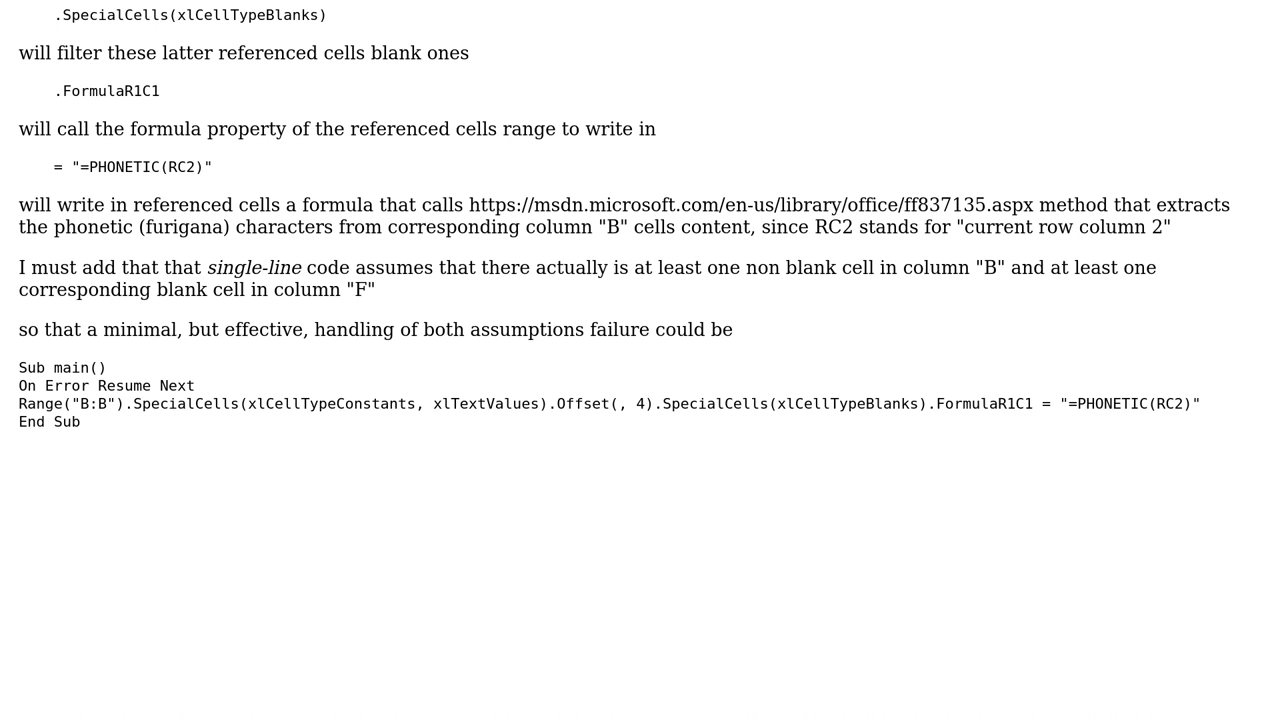 .SpecialCells(xlCellTypeBlanks)
will filter these latter referenced cells blank ones
.FormulaR1C1
will call the formula property of the referenced cells range to write in
= "=PHONETIC(RC2)"
will write in referenced cells a formula that calls https://msdn.microsoft.com/en-us/library/office/ff837135.aspx method that extracts
the phonetic (furigana) characters from corresponding column "B" cells content, since RC2 stands for "current row column 2"
I must add that that single-line code assumes that there actually is at least one non blank cell in column "B" and at least one
corresponding blank cell in column "F"
so that a minimal, but effective, handling of both assumptions failure could be
Sub main()
On Error Resume Next
Range("B:B").SpecialCells(xlCellTypeConstants, xlTextValues).Offset(, 4).SpecialCells(xlCellTypeBlanks).FormulaR1C1 = "=PHONETIC(RC2)"
End Sub